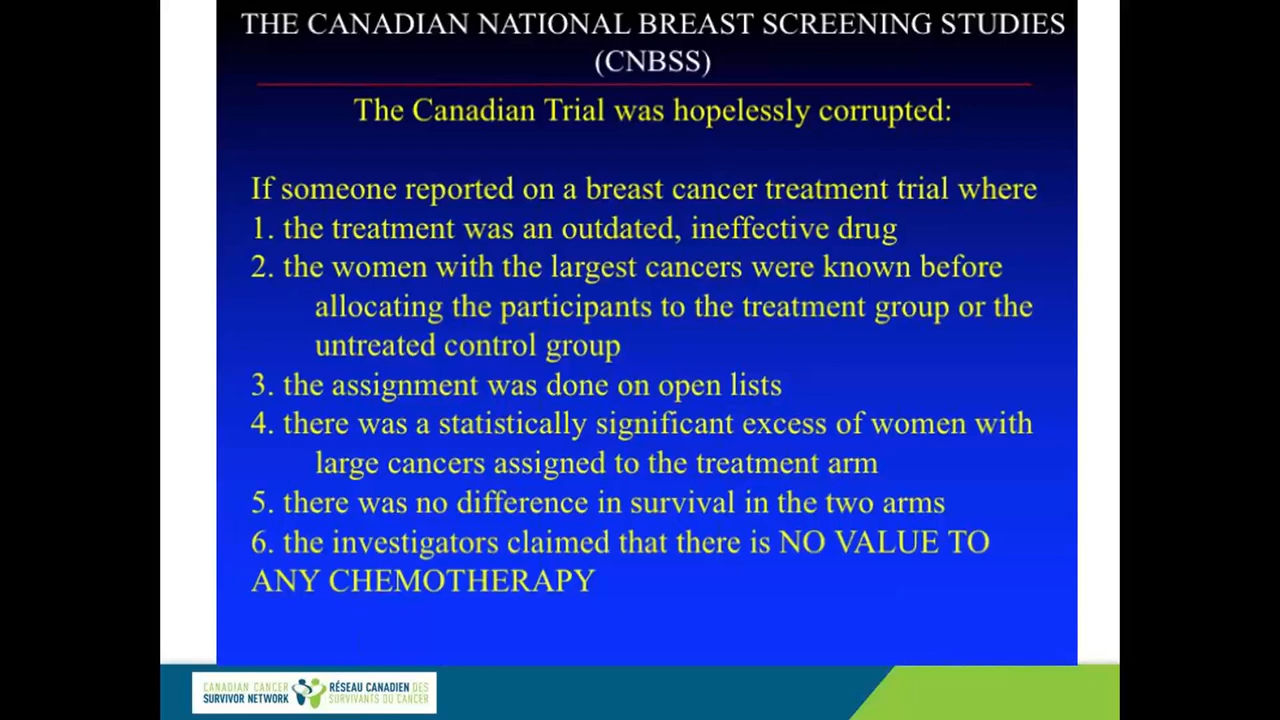 THE CANADIAN NATIONAL BREAST SCREENING STUDIES
(CNBSS)
The Canadian Trial was hopelessly corrupted:
If someone reported on a breast cancer treatment trial where
1. the treatment was an outdated, ineffective drug
2. the women with the largest cancers were known before
allocating the participants to the treatment group or the
untreated control group
3. the assignment was done on open lists
4. there was a statistically significant excess of women with
large cancers assigned to the treatment arm
5. there was no difference in survival in the two arms
6. the investigators claimed that there is NO VALUE TO
ANY CHEMOTHERAPY
CANADIAN CANCER
SURVIVOR NETWORK
RÉSEAU CANADIEN DES
SURVIVANTS DU CANCER